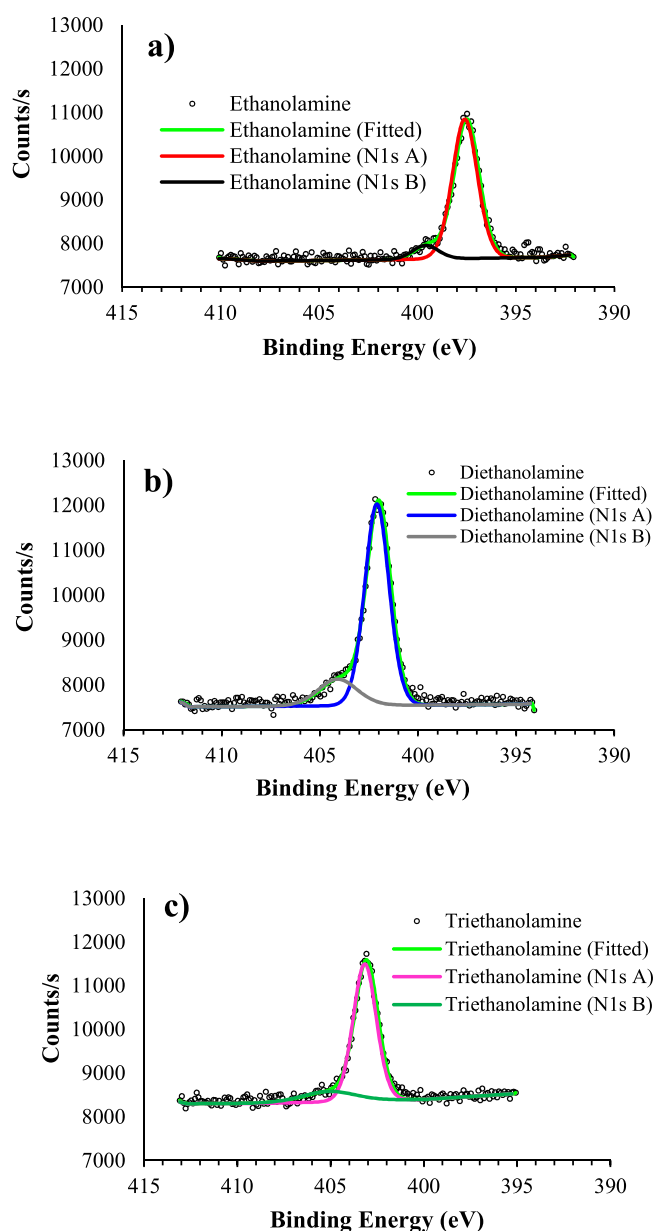 a)
13000
12000
11000
10000
9000
8000
7000
Counts/s
Ethanolamine
Ethanolamine (Fitted)
Ethanolamine (N1s A)
Ethanolamine (N1s B)
415 410 405 400 395 390
Binding Energy (eV)
b)
13000
12000
11000
10000
9000
8000
7000
Counts/s
Diethanolamine
Diethanolamine (Fitted)
Diethanolamine (N1s A)
Diethanolamine (N1s B)
415 410 405 400 395 390
Binding Energy (eV)
c)
13000
12000
11000
10000
9000
8000
7000
Counts/s
Triethanolamine
Triethanolamine (Fitted)
Triethanolamine (N1s A)
Triethanolamine (N1s B)
415 410 405 400 395 390
Binding Energy (eV)